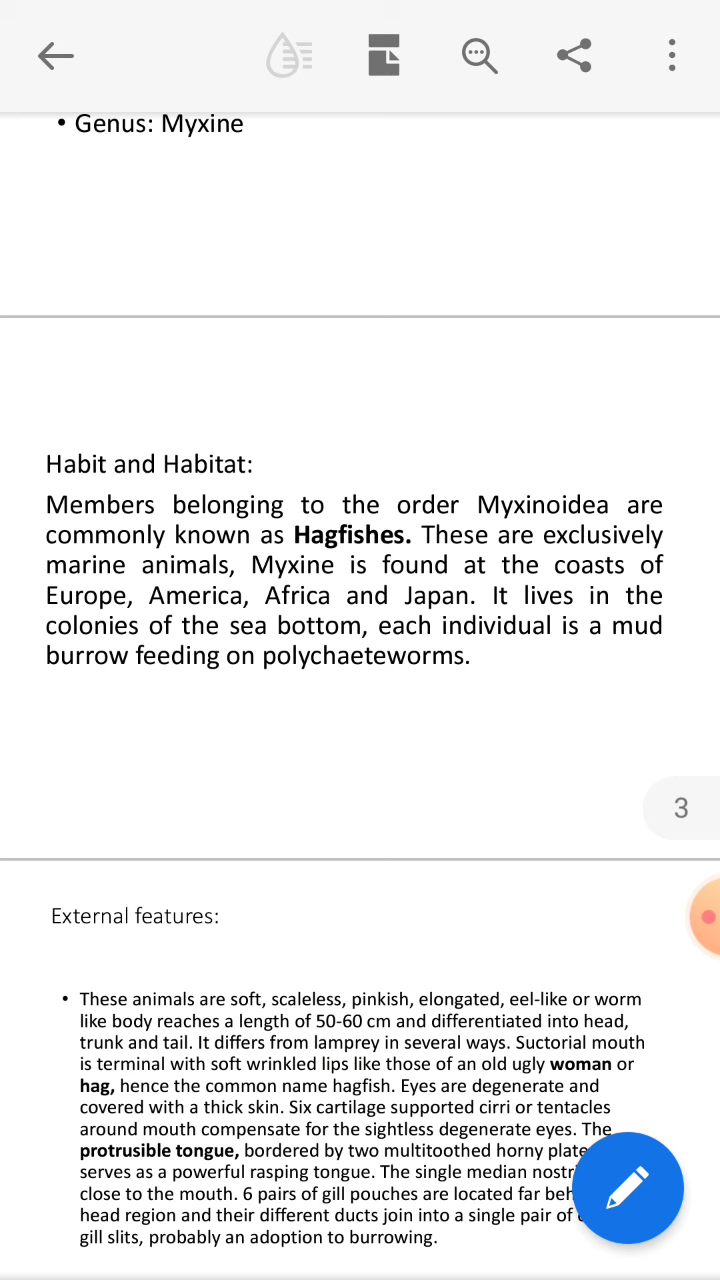 • Genus: Myxine
Habit and Habitat:
Members belonging to the order Myxinoidea are
commonly known as Hagfishes. These are exclusively
marine animals, Myxine is found at the coasts of
Europe, America, Africa and Japan. It lives in the
colonies of the sea bottom, each individual is a mud
burrow feeding on polychaeteworms.
3
External features:
• These animals are soft, scaleless, pinkish, elongated, eel-like or worm
like body reaches a length of 50-60 cm and differentiated into head,
trunk and tail. It differs from lamprey in several ways. Suctorial mouth
is terminal with soft wrinkled lips like those of an old ugly woman or
hag, hence the common name hagfish. Eyes are degenerate and
covered with a thick skin. Six cartilage supported cirri or tentacles
around mouth compensate for the sightless degenerate eyes. The
protrusible tongue, bordered by two multitoothed horny plate
serves as a powerful rasping tongue. The single median
close to the mouth. 6 pairs of gill pouches are located far
head region and their different ducts join into a single pair of
gill slits, probably an adoption to burrowing.